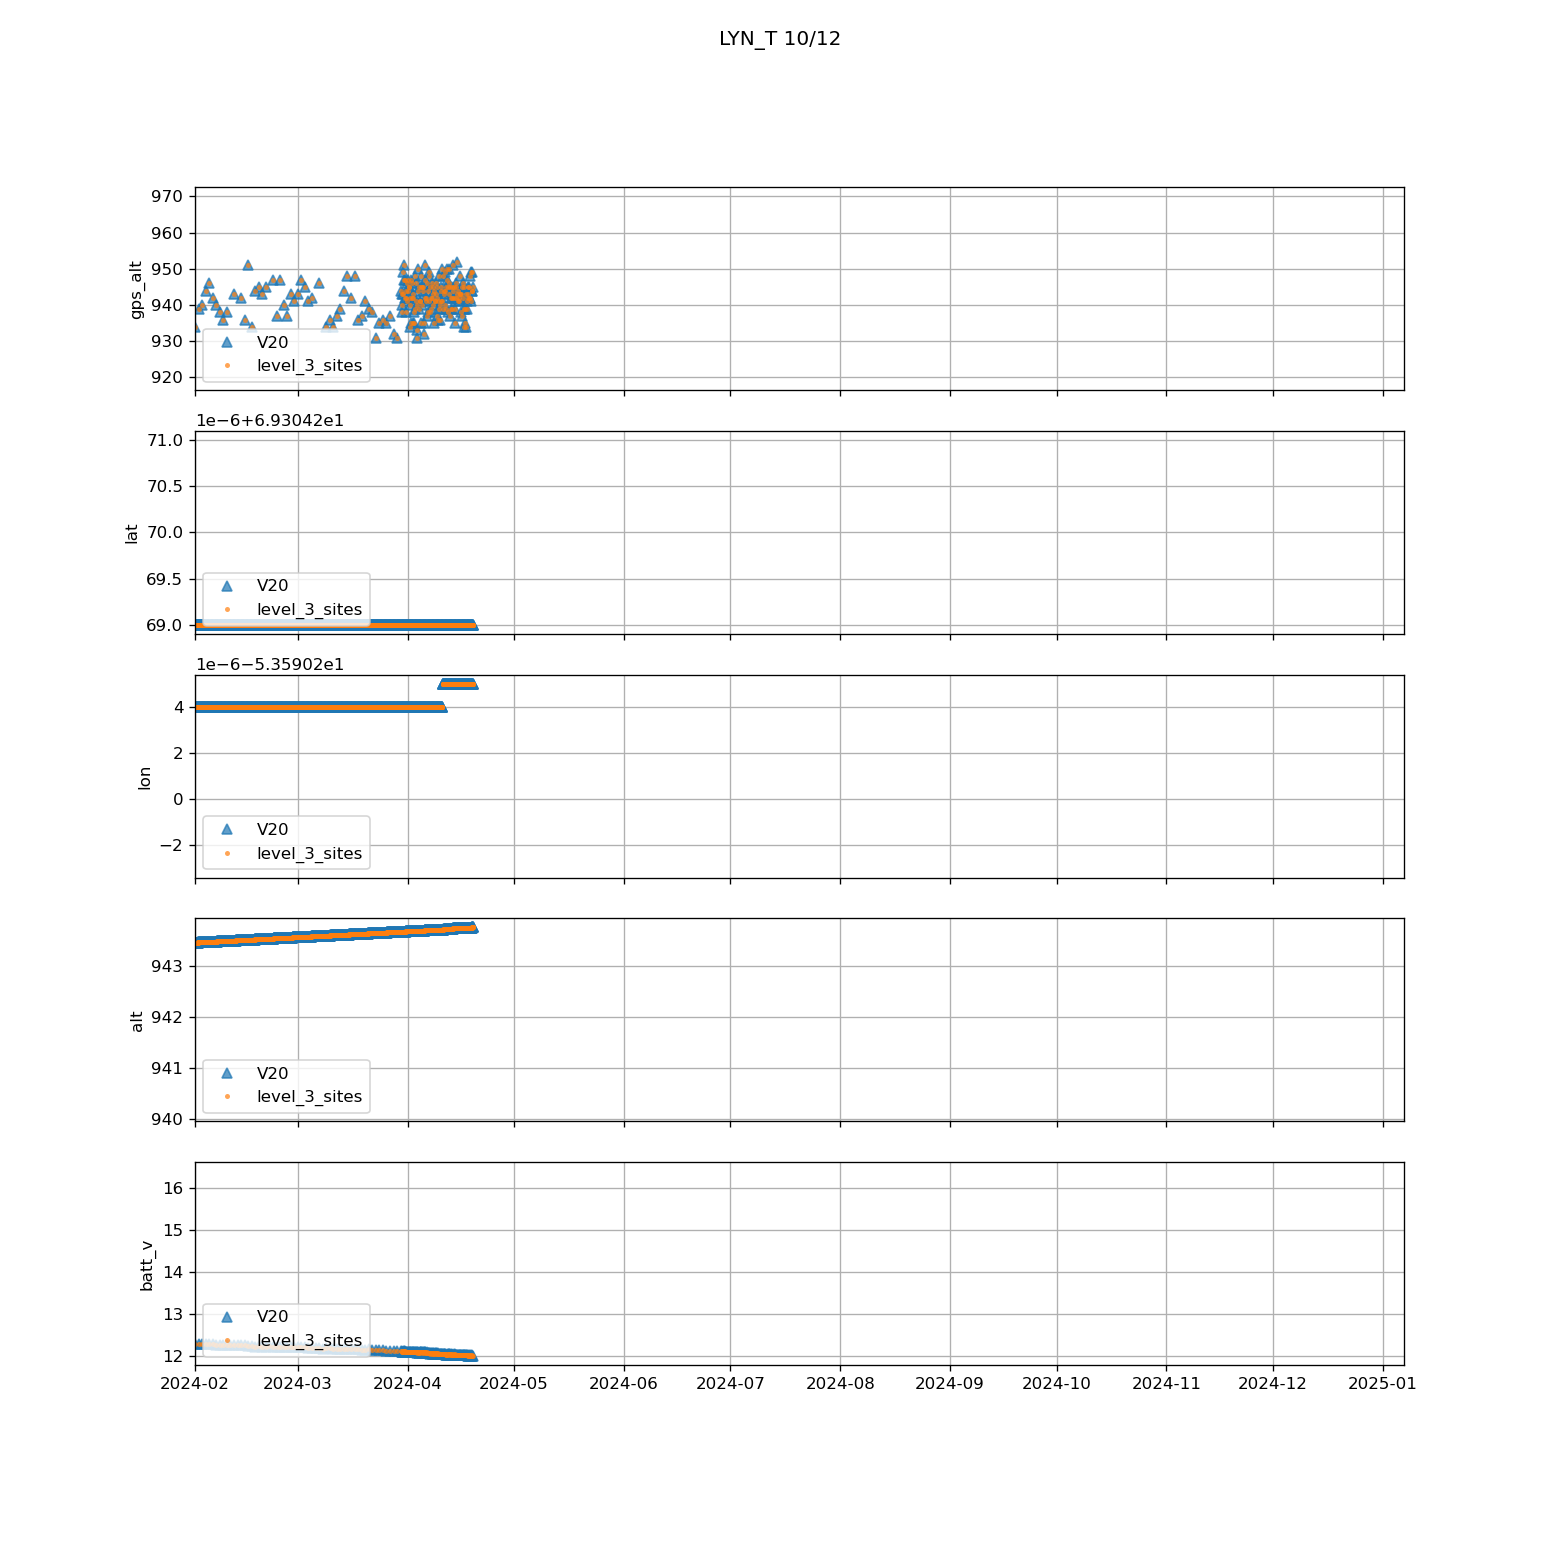 LYN_T 10/12
970
960
950
940
930
920
gps_alt
V20
level_3_sites
1e−6+6.93042e1
71.0
70.5
70.0
69.5
69.0
lat
V20
level_3_sites
1e−6−5.35902e1
4
2
0
−2
lon
V20
level_3_sites
943
942
941
940
alt
V20
level_3_sites
16
15
14
13
12
batt_v
V20
level_3_sites
2024-02 2024-03 2024-04 2024-05 2024-06 2024-07 2024-08 2024-09 2024-10 2024-11 2024-12 2025-01